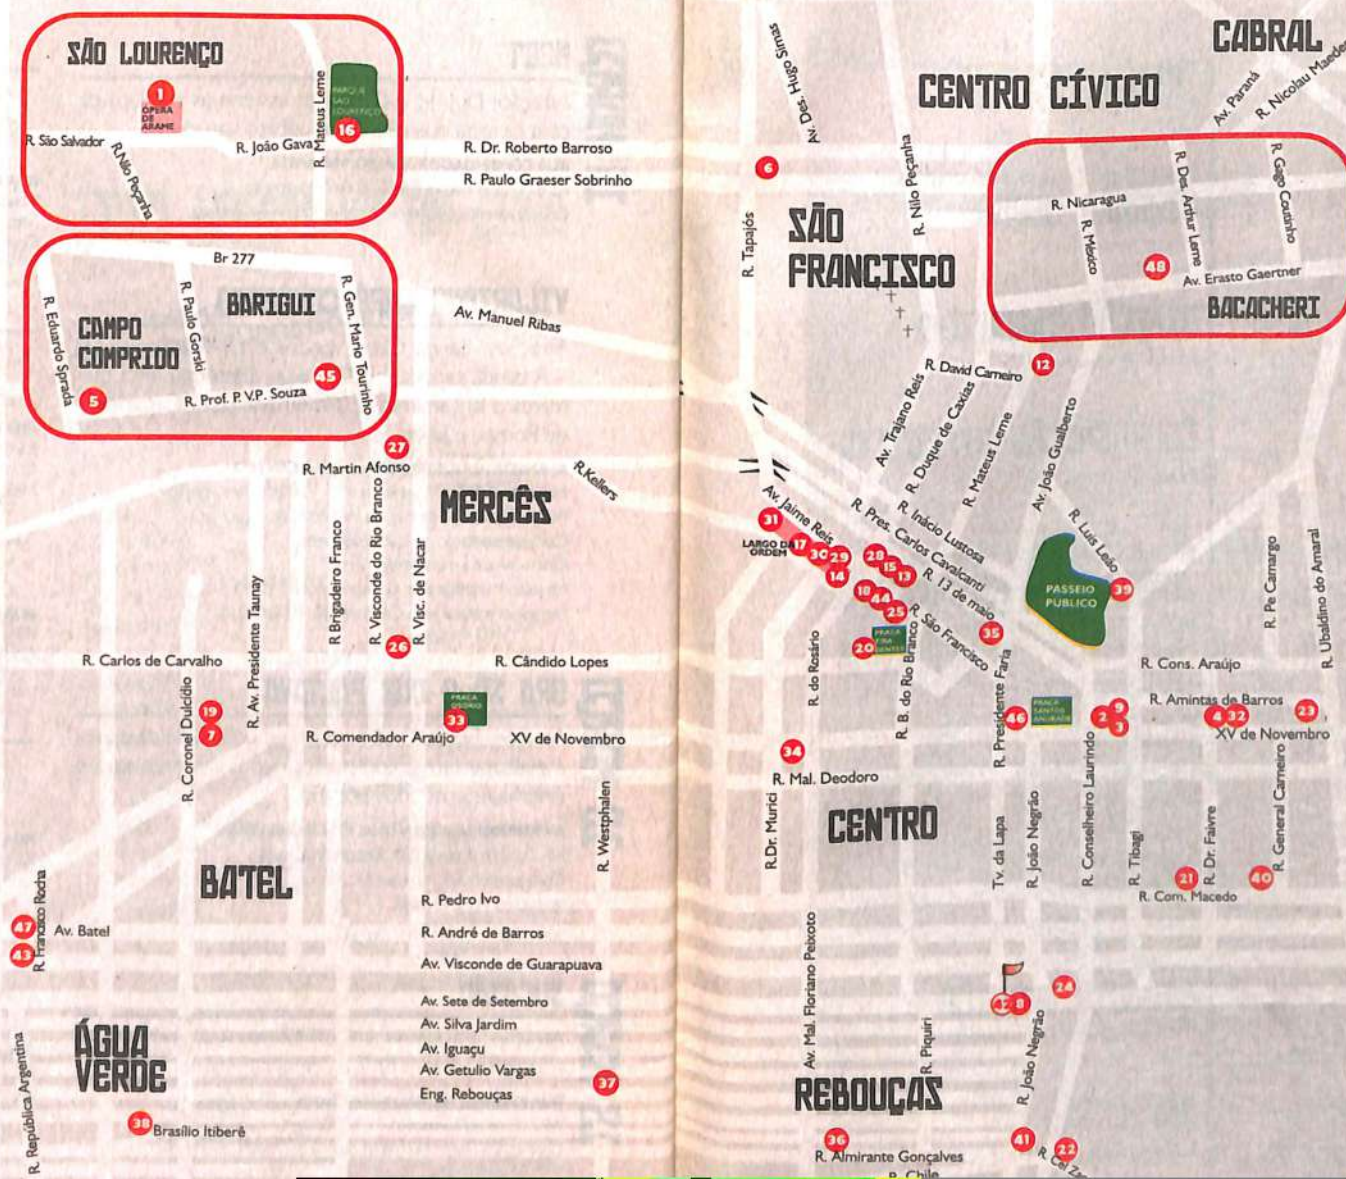 SÃO LOURENÇO
1
ÓPERA
DE
ARAME
R. Mateus Leme
PARQUE
SÃO
LOURENÇO
16
R. São Salvador
R. Nilo Peçanha
R. João Gava
R. Dr. Roberto Barroso
R. Paulo Graeser Sobrinho
Br 277
BARIGUI
CAMPO
COMPRIDO
R. Eduardo Sprada
R. Paulo Gorski
R. Gen. Mario Tourinho
45
5
R. Prof. P. V.P. Souza
Av. Manuel Ribas
27
R. Martin Afonso
R.Kellers
MERCÊS
R. Av. Presidente Taunay
R Brigadeiro Franco
R. Visconde do Rio Branco
R. Visc. de Nacar
26
R. Carlos de Carvalho
R. Cândido Lopes
R. Coronel Dulcídio
19
7
PRAÇA
OSÓRIO
33
R. Comendador Araújo
XV de Novembro
R. Westphalen
BATEL
R. Francisco Rocha
47
Av. Batel
43
R. Pedro Ivo
R. André de Barros
Av. Visconde de Guarapuava
Av. Sete de Setembro
Av. Silva Jardim
Av. Iguaçu
Av. Getulio Vargas
Eng. Rebouças
37
ÁGUA
VERDE
R. República Argentina
38
Brasílio Itiberê
CABRAL
CENTRO CÍVICO
Av. Des. Hugo Simas
Av. Paraná
R. Nicolau Maeder
6
R. Nilo Peçanha
R. Tapajós
SÃO
FRANCISCO
R. Nicaragua
R. México
R. Des. Arthur Leme
R. Gago Coutinho
48
Av. Erasto Gaertner
BACACHERI
12
R. David Carneiro
Av. Trajano Reis
R. Duque de Caxias
R. Mateus Leme
Av. João Gualberto
Av. Jaime Reis
R. Pres. Carlos Cavalcanti
R. Inácio Lustosa
R. Luis Leão
31
LARGO DA
ORDEM
17
30
29
14
28
15
13
R. 13 de maio
18
44
25
R. São Francisco
PASSEIO
PÚBLICO
39
35
20
R. do Rosário
R. B. do Rio Branco
R. Presidente Faria
R. Pe Camargo
R. Ubaldino do Amaral
R. Cons. Araújo
R. Amintas de Barros
46
PRAÇA
SANTOS
ANDRADE
2
9
3
4
32
23
XV de Novembro
34
R. Mal. Deodoro
R.Dr. Murici
CENTRO
Tv. da Lapa
R. João Negrão
R. Conselheiro Laurindo
R. Tibagi
R. Dr. Faivre
R. General Carneiro
21
40
R. Com. Macedo
Av. Mal. Floriano Peixoto
42
8
24
R. Piquiri
R. João Negrão
REBOUÇAS
36
R. Almirante Gonçalves
41
22
R. Cel
R. Chile